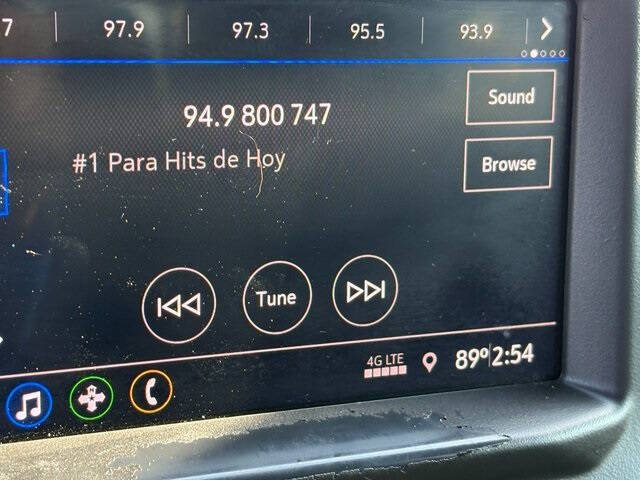 7 97.9 97.3 95.5 93.9
94.9 800 747
#1 Para Hits de Hoy
Sound
Browse
Tune
4G LTE
89° 2:54